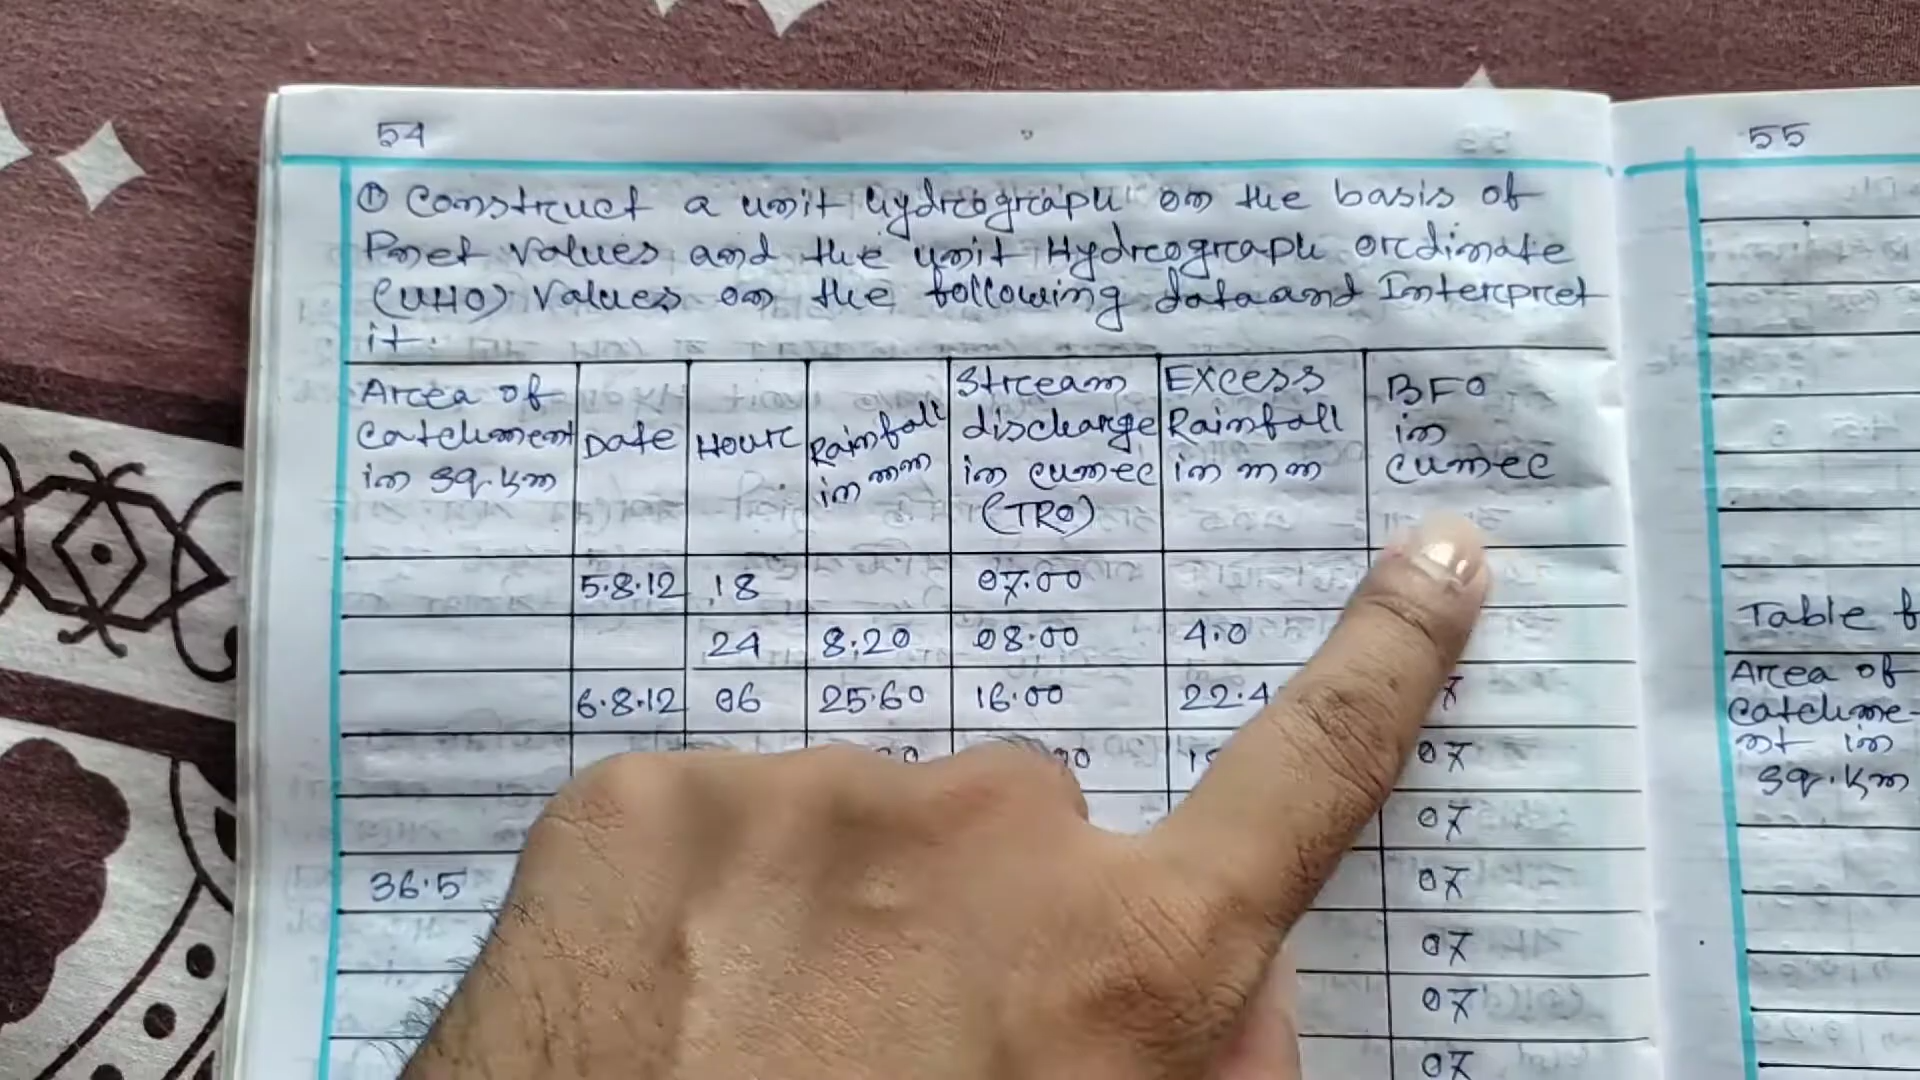 54
① Construct a unit hydrograph on the basis of
Pnet values and the unit Hydrograph ordinate
(UHO) values on the following data and Interpret
it.
Area of catchment in sq.km | Date | Hour | Rainfall in mm | Stream discharge in cumec (TRO) | Excess Rainfall in mm | BFO in cumec
5.8.12 | 18 | 07.00
24 | 8.20 | 08.00 | 4.0
6.8.12 | 06 | 25.60 | 16.00 | 22.4
07
07
36.5 | 07
07
07
07
55
Table
Area of
catchme-
nt in
sq.km